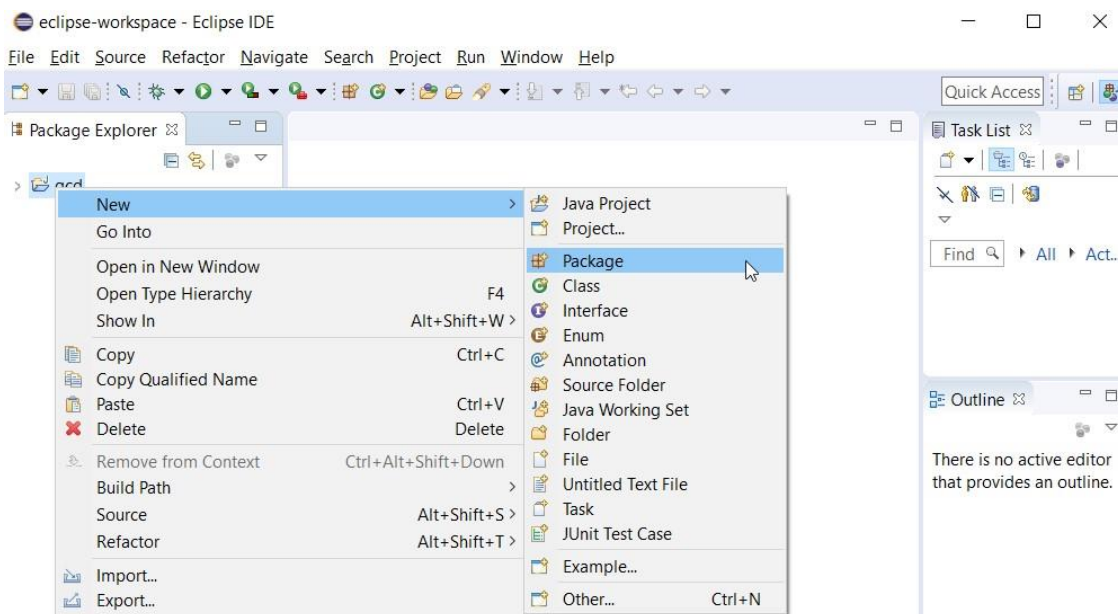 eclipse-workspace - Eclipse IDE
File Edit Source Refactor Navigate Search Project Run Window Help
Quick Access
Package Explorer
Task List
gcd
New
Go Into
Open in New Window
Open Type Hierarchy F4
Show In Alt+Shift+W >
Copy Ctrl+C
Copy Qualified Name
Paste Ctrl+V
Delete Delete
Remove from Context Ctrl+Alt+Shift+Down
Build Path
Source Alt+Shift+S >
Refactor Alt+Shift+T >
Import...
Export...
Java Project
Project...
Package
Class
Interface
Enum
Annotation
Source Folder
Java Working Set
Folder
File
Untitled Text File
Task
JUnit Test Case
Example...
Other... Ctrl+N
Find All Act...
Outline
There is no active editor
that provides an outline.